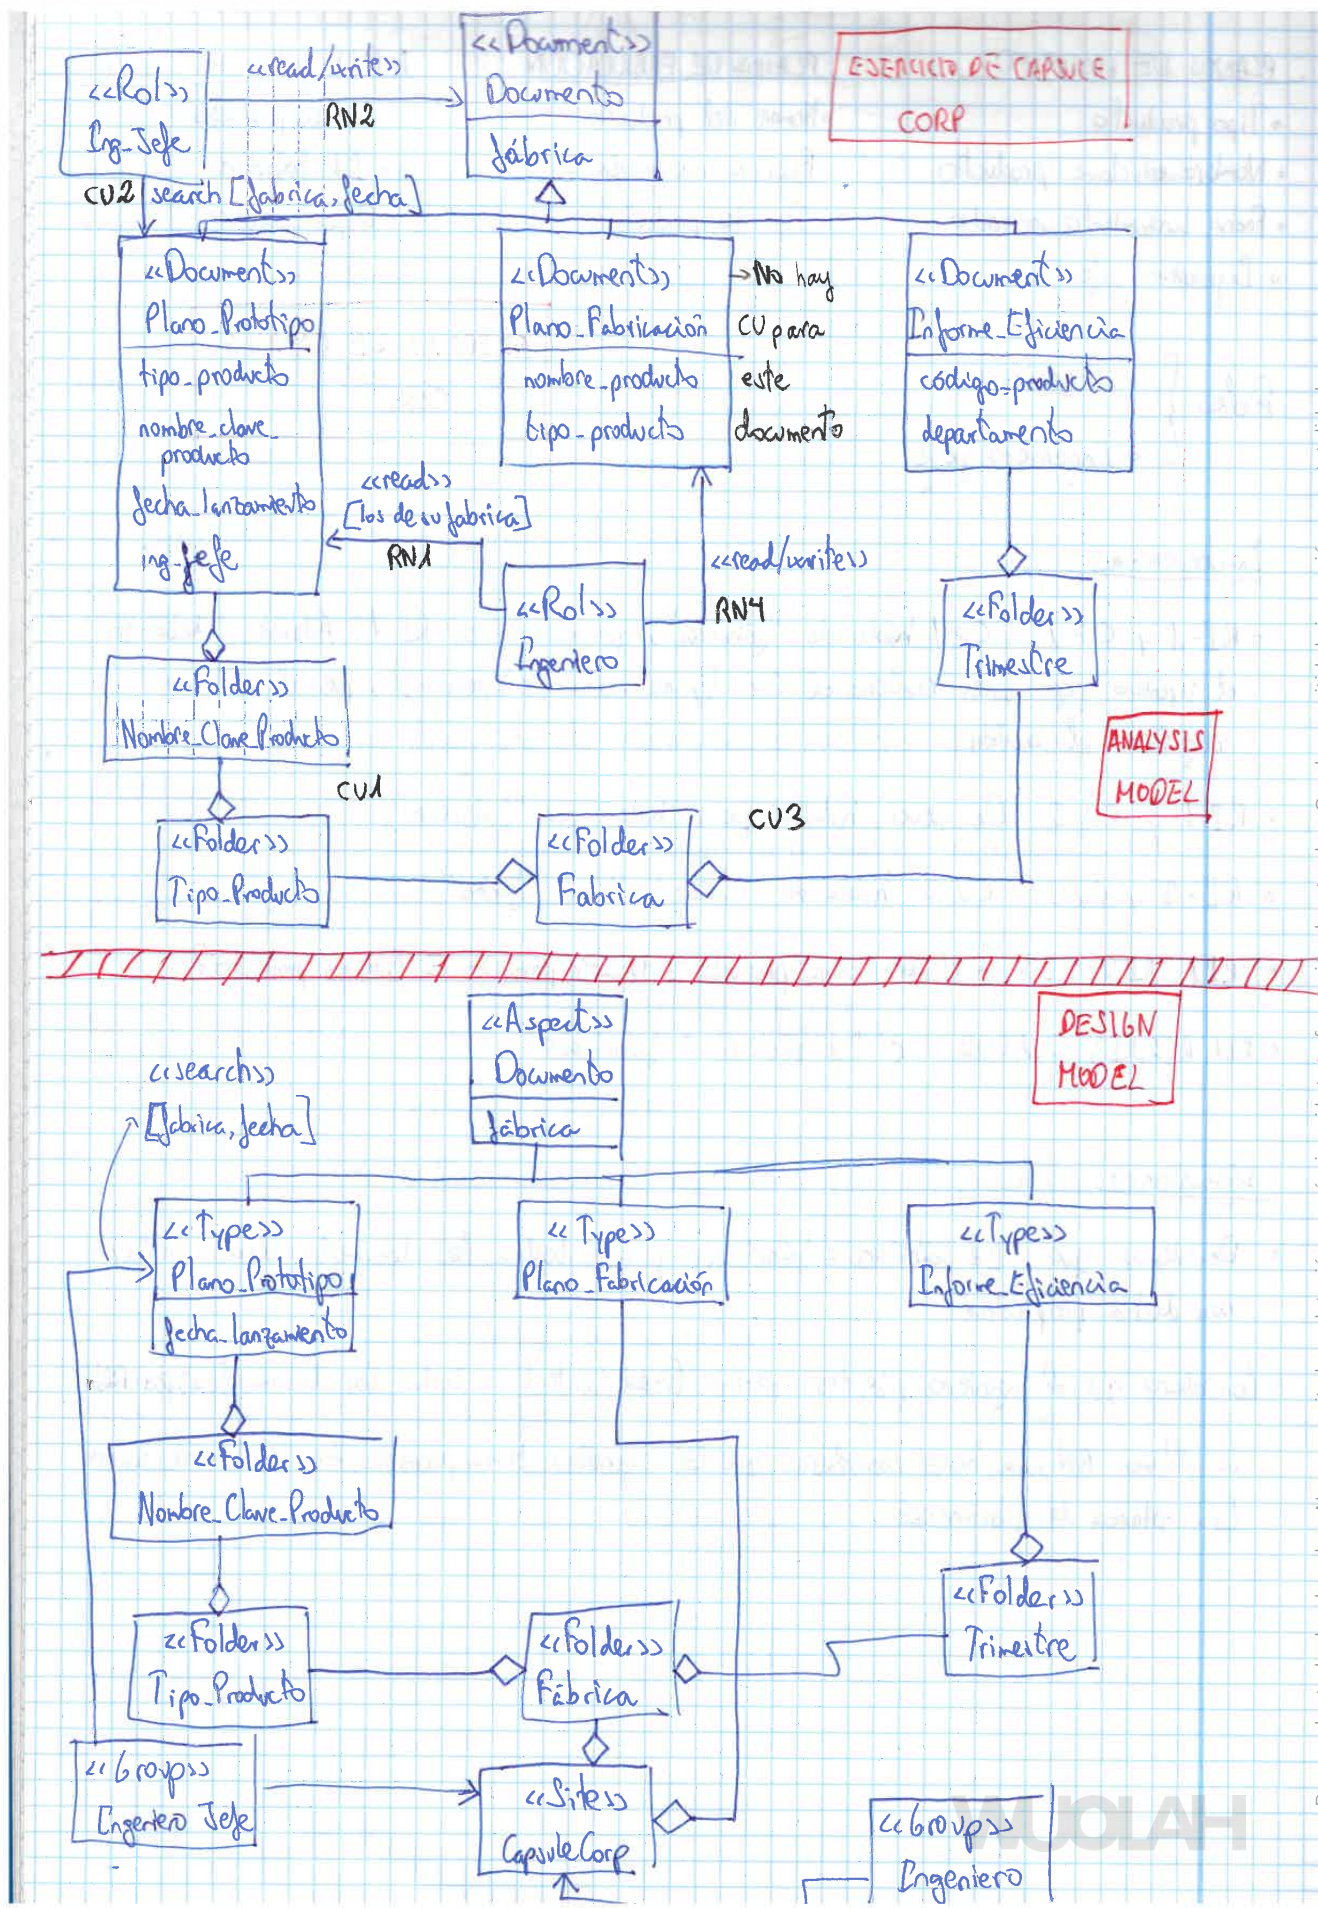 EJERCICIO DE CAPSULE
CORP
<<Rol>>
Ing_Jefe
<<read/write>>
RN2
<<Document>>
Documento
fábrica
CU2
search [fabrica, fecha]
<<Document>>
Plano_Prototipo
tipo_producto
nombre_clave_
producto
fecha_lanzamiento
ing_jefe
<<Document>>
Plano_Fabricación
nombre_producto
tipo_producto
No hay
CU para
este
documento
<<Document>>
Informe_Eficiencia
código_producto
departamento
<<read>>
[los de su fabrica]
RN1
<<Rol>>
Ingeniero
<<read/write>>
RN4
<<Folder>>
Trimestre
<<Folder>>
Nombre_Clave_Producto
CU1
<<Folder>>
Tipo_Producto
<<Folder>>
Fabrica
CU3
ANALYSIS
MODEL
DESIGN
MODEL
<<Aspect>>
Documento
fábrica
<<search>>
[fabrica, fecha]
<<Type>>
Plano_Prototipo
fecha_lanzamiento
<<Type>>
Plano_Fabricación
<<Type>>
Informe_Eficiencia
<<Folder>>
Nombre_Clave_Producto
<<Folder>>
Tipo_Producto
<<Folder>>
Fábrica
<<Folder>>
Trimestre
<<Group>>
Ingeniero Jefe
<<Site>>
CapsuleCorp
<<Group>>
Ingeniero
WUOLAH